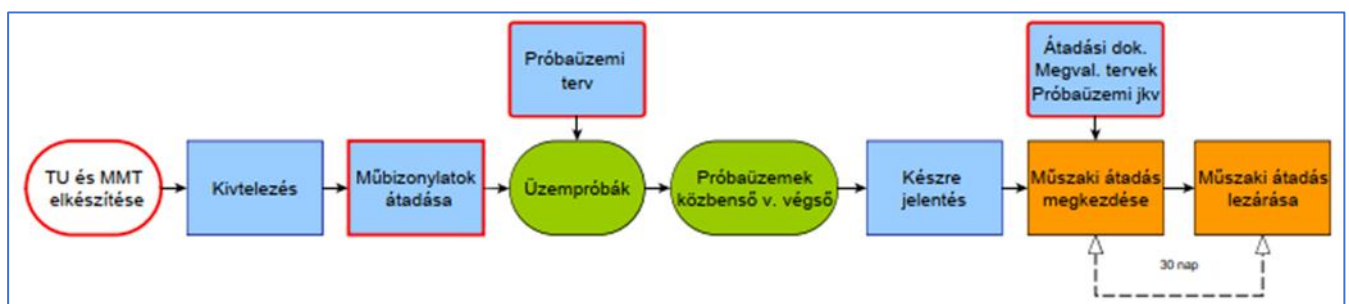 Próbaüzemi
terv
Átadási dok.
Megval. tervek
Próbaüzemi jkv
TU és MMT
elkészítése
Kivtelezés
Műbizonylatok
átadása
Üzempróbák
Próbaüzemek
közbenső v. végső
Készre
jelentés
Műszaki átadás
megkezdése
Műszaki átadás
lezárása
30 nap